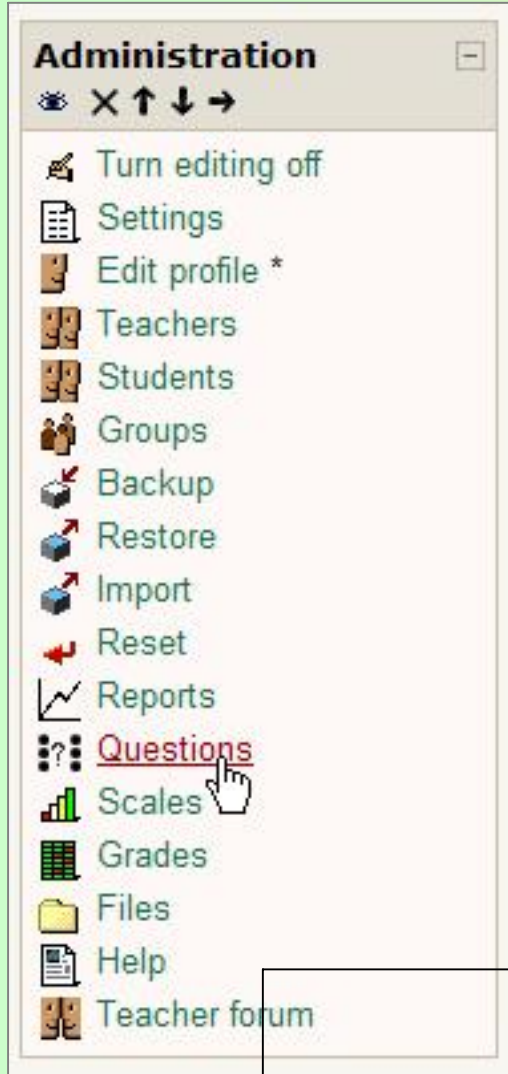 Administration
Turn editing off
Settings
Edit profile *
Teachers
Students
Groups
Backup
Restore
Import
Reset
Reports
Questions
Scales
Grades
Files
Help
Teacher forum